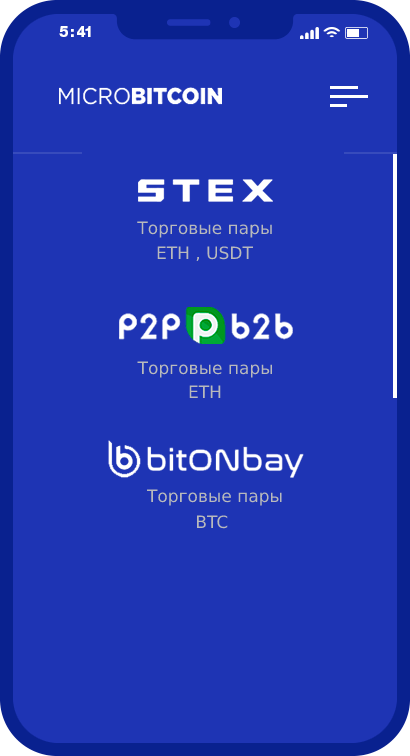 5:41
MICROBITCOIN
STEX
Торговые пары
ETH , USDT
P2P P b2b
Торговые пары
ETH
b bitONbay
Торговые пары
BTC